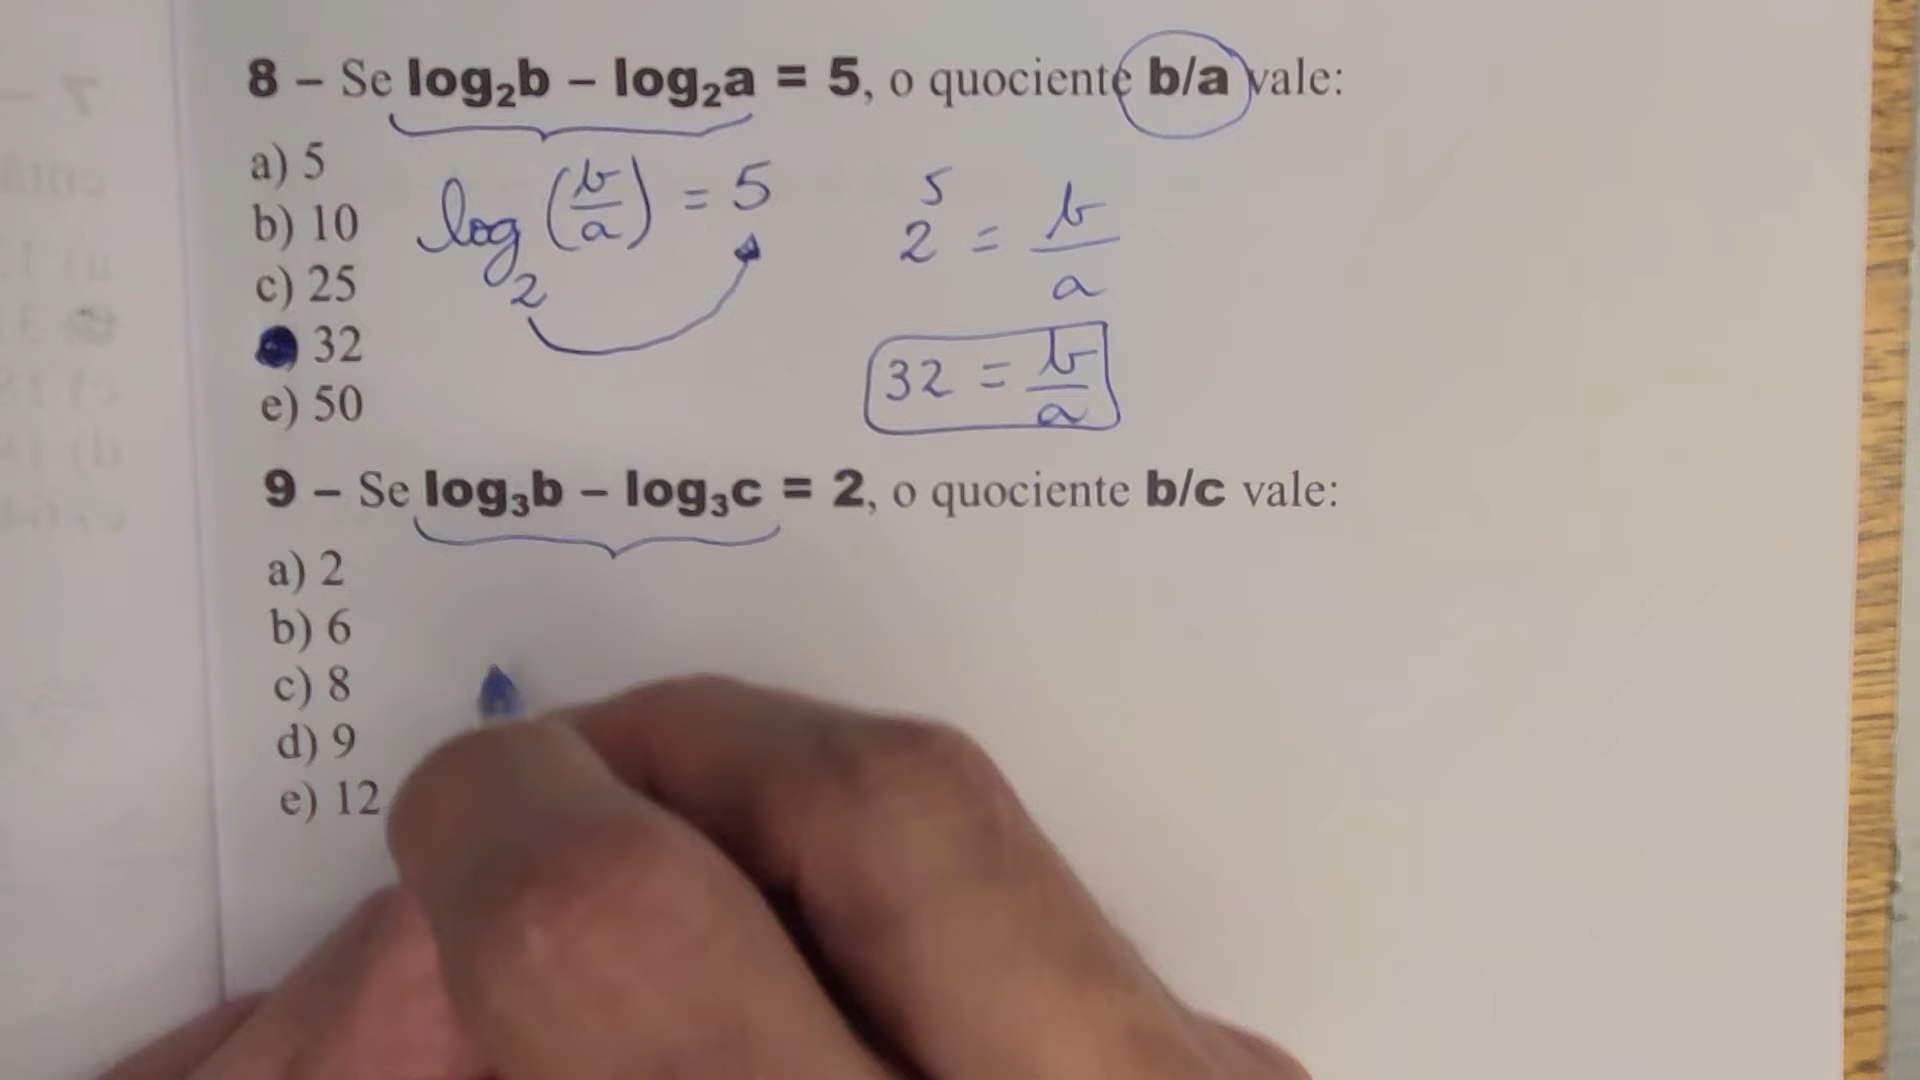 8 – Se log₂b – log₂a = 5, o quociente b/a vale:
a) 5
b) 10
c) 25
32
e) 50
log₂ (b/a) = 5
2⁵ = b/a
32 = b/a
9 – Se log₃b – log₃c = 2, o quociente b/c vale:
a) 2
b) 6
c) 8
d) 9
e) 12